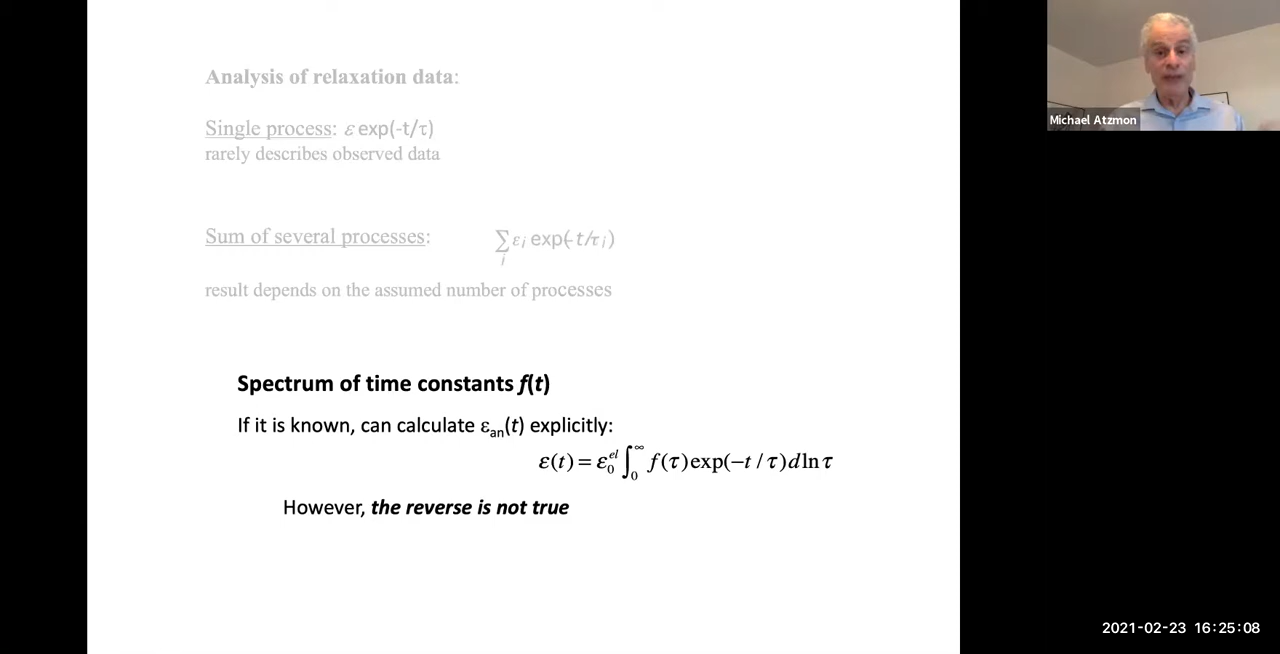 Analysis of relaxation data:
Single process: ε exp(-t/τ)
rarely describes observed data
Sum of several processes: ∑ᵢ εᵢ exp(-t/τᵢ)
result depends on the assumed number of processes
Spectrum of time constants f(t)
If it is known, can calculate εₐₙ(t) explicitly:
ε(t) = ε₀ᵉˡ ∫₀^∞ f(τ)exp(−t / τ)d ln τ
However, the reverse is not true
Michael Atzmon
2021-02-23 16:25:08